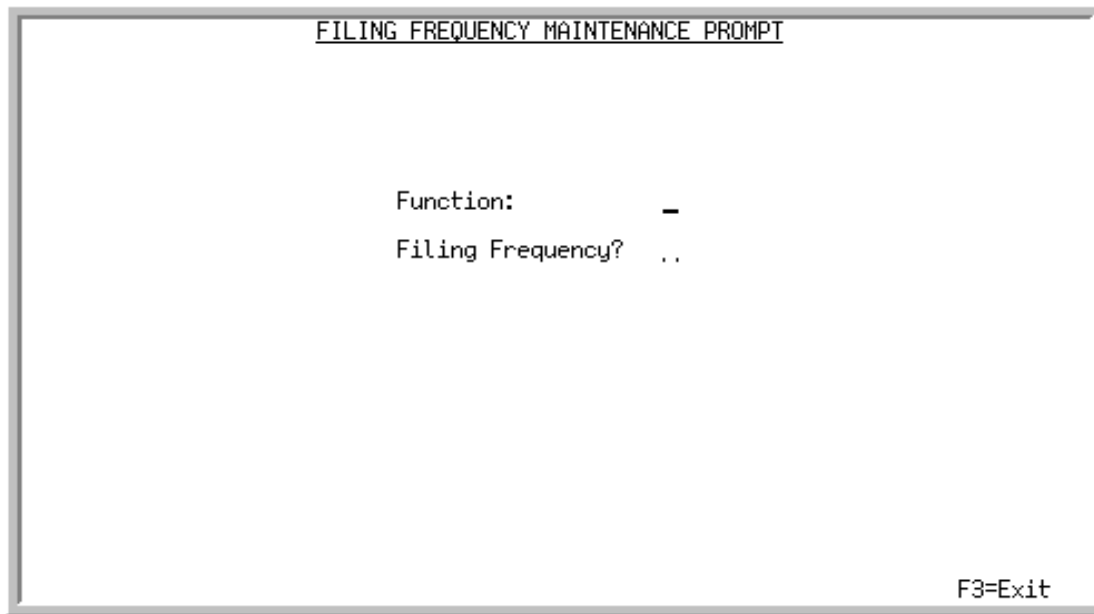 FILING FREQUENCY MAINTENANCE PROMPT
Function: _
Filing Frequency? ..
F3=Exit